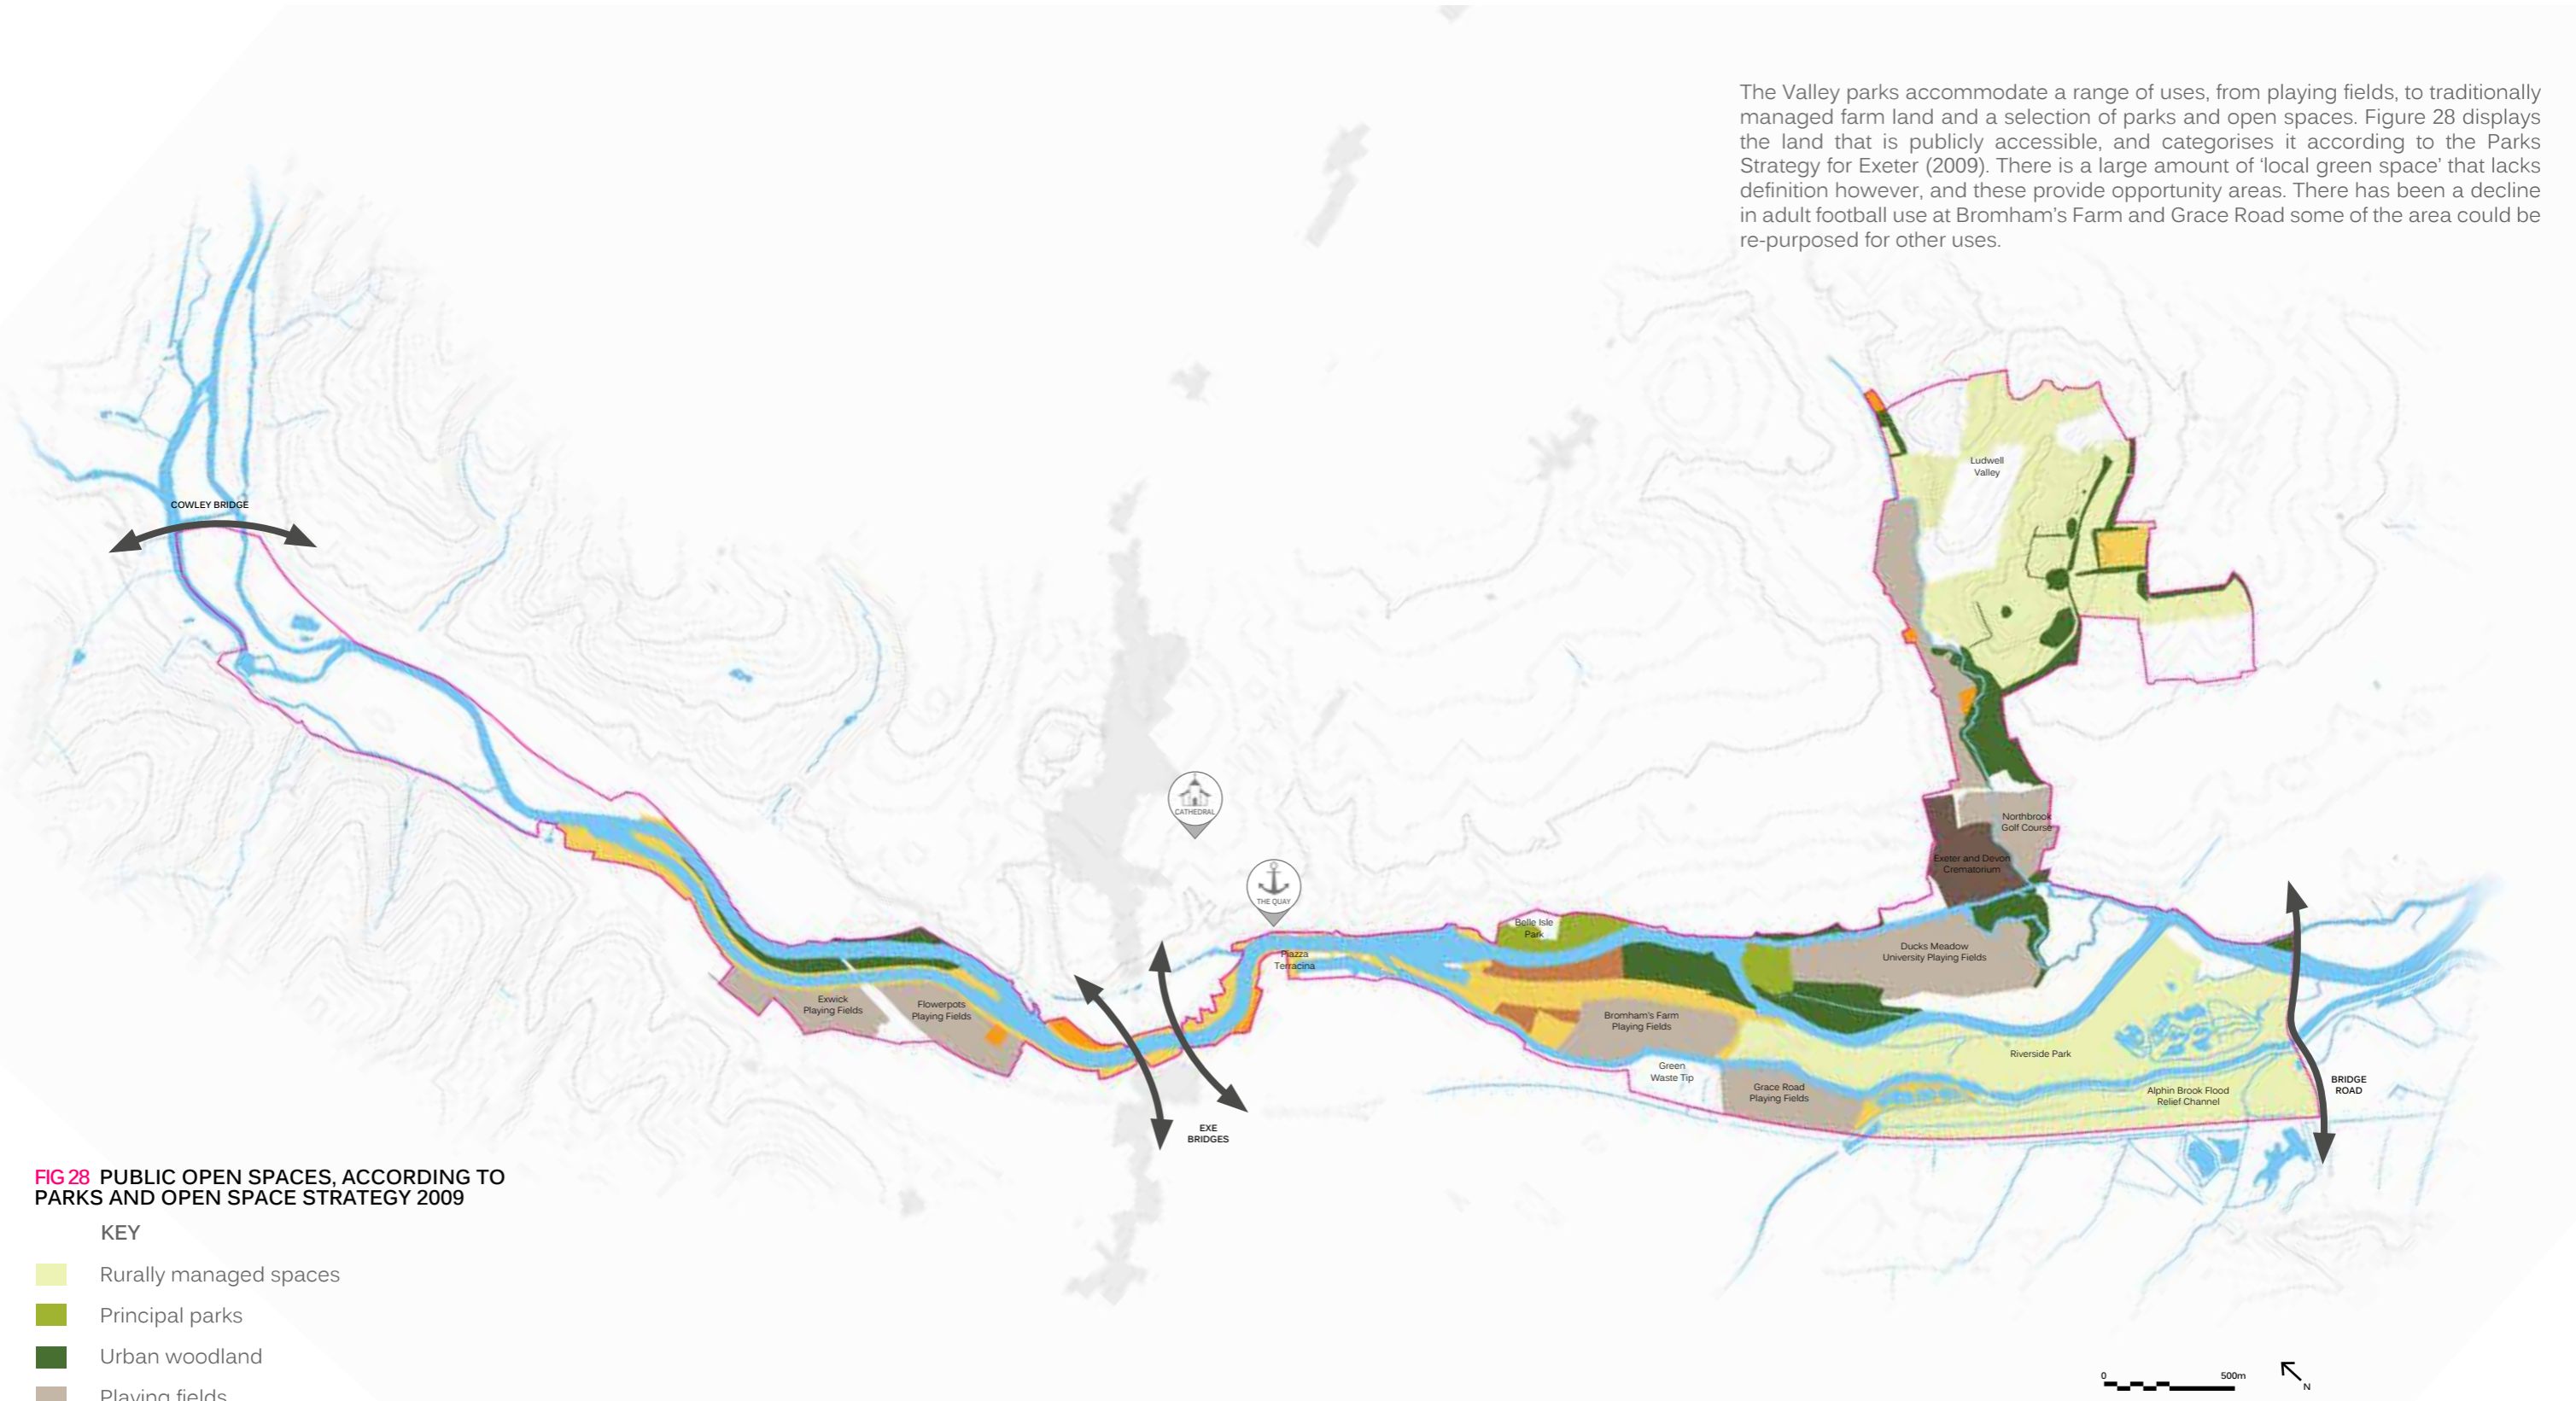 The Valley parks accommodate a range of uses, from playing fields, to traditionally
managed farm land and a selection of parks and open spaces. Figure 28 displays
the land that is publicly accessible, and categorises it according to the Parks
Strategy for Exeter (2009). There is a large amount of ‘local green space’ that lacks
definition however, and these provide opportunity areas. There has been a decline
in adult football use at Bromham’s Farm and Grace Road some of the area could be
re-purposed for other uses.
Ludwell
Valley
COWLEY BRIDGE
CATHEDRAL
THE QUAY
Northbrook
Golf Course
Exeter and Devon
Crematorium
Belle Isle
Park
Piazza
Terracina
Ducks Meadow
University Playing Fields
Exwick
Playing Fields
Flowerpots
Playing Fields
Bromham’s Farm
Playing Fields
Riverside Park
Green
Waste Tip
Grace Road
Playing Fields
Alphin Brook Flood
Relief Channel
BRIDGE
ROAD
EXE
BRIDGES
FIG 28 PUBLIC OPEN SPACES, ACCORDING TO
PARKS AND OPEN SPACE STRATEGY 2009
KEY
Rurally managed spaces
Principal parks
Urban woodland
Playing fields
0 500m
N